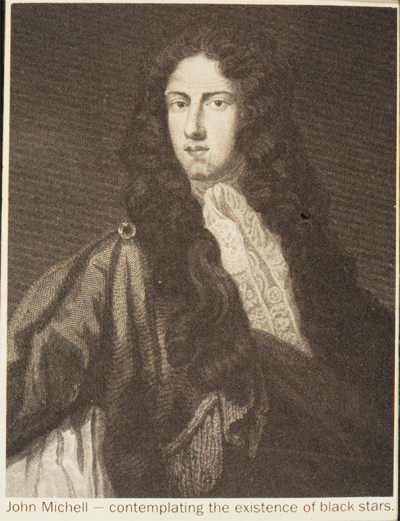 John Michell — contemplating the existence of black stars.